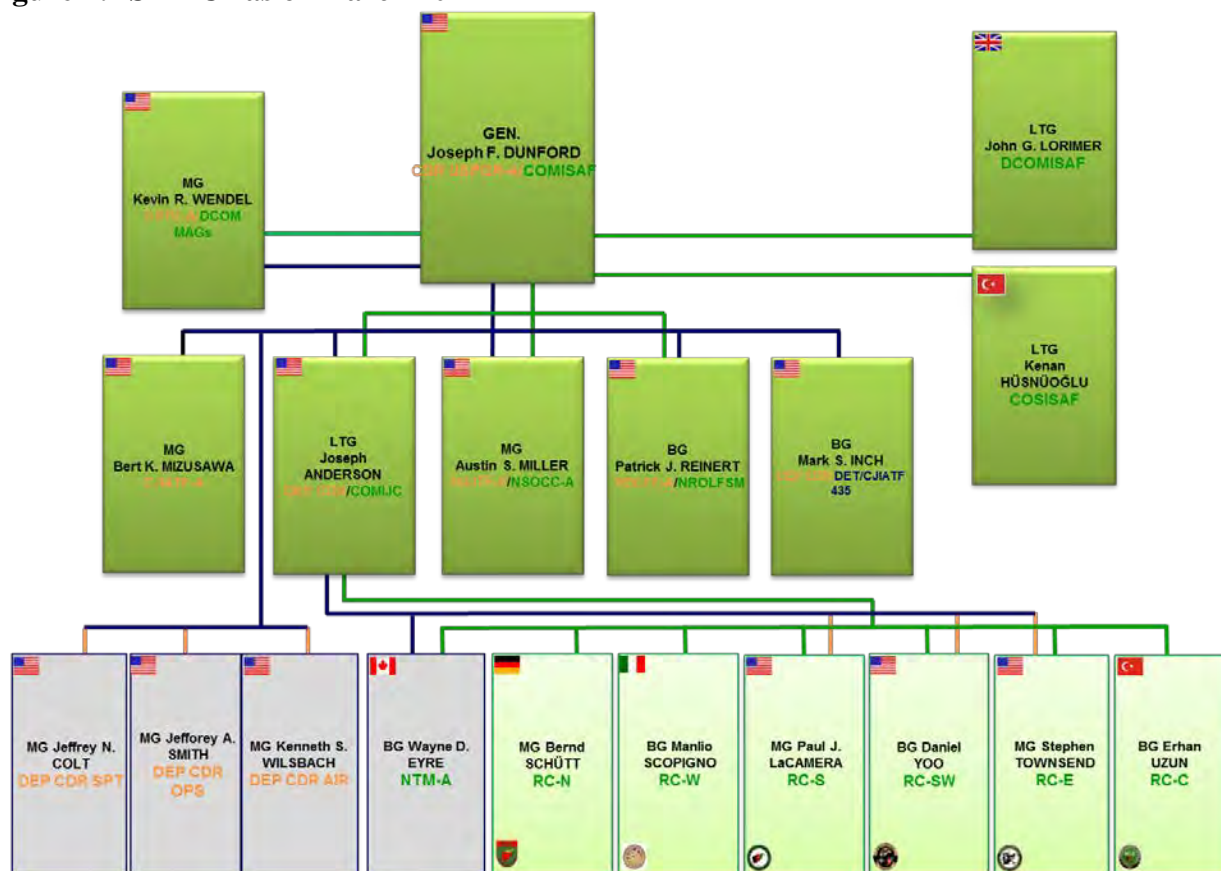 GEN.
Joseph F. DUNFORD
COMISAF
MG
Kevin R. WENDEL
DCOM
MAGs
LTG
John G. LORIMER
DCOMISAF
LTG
Kenan
HÜSNÜOĞLU
COSISAF
MG
Bert K. MIZUSAWA
LTG
Joseph
ANDERSON
DEP CDR/COMIJC
MG
Austin S. MILLER
/NSOCC-A
BG
Patrick J. REINERT
/NROLFSM
BG
Mark S. INCH
DET/CJIATF
435
MG Jeffrey N.
COLT
DEP CDR SPT
MG Jefforey A.
SMITH
DEP CDR
OPS
MG Kenneth S.
WILSBACH
DEP CDR AIR
BG Wayne D.
EYRE
NTM-A
MG Bernd
SCHÜTT
RC-N
BG Manlio
SCOPIGNO
RC-W
MG Paul J.
LaCAMERA
RC-S
BG Daniel
YOO
RC-SW
MG Stephen
TOWNSEND
RC-E
BG Erhan
UZUN
RC-C